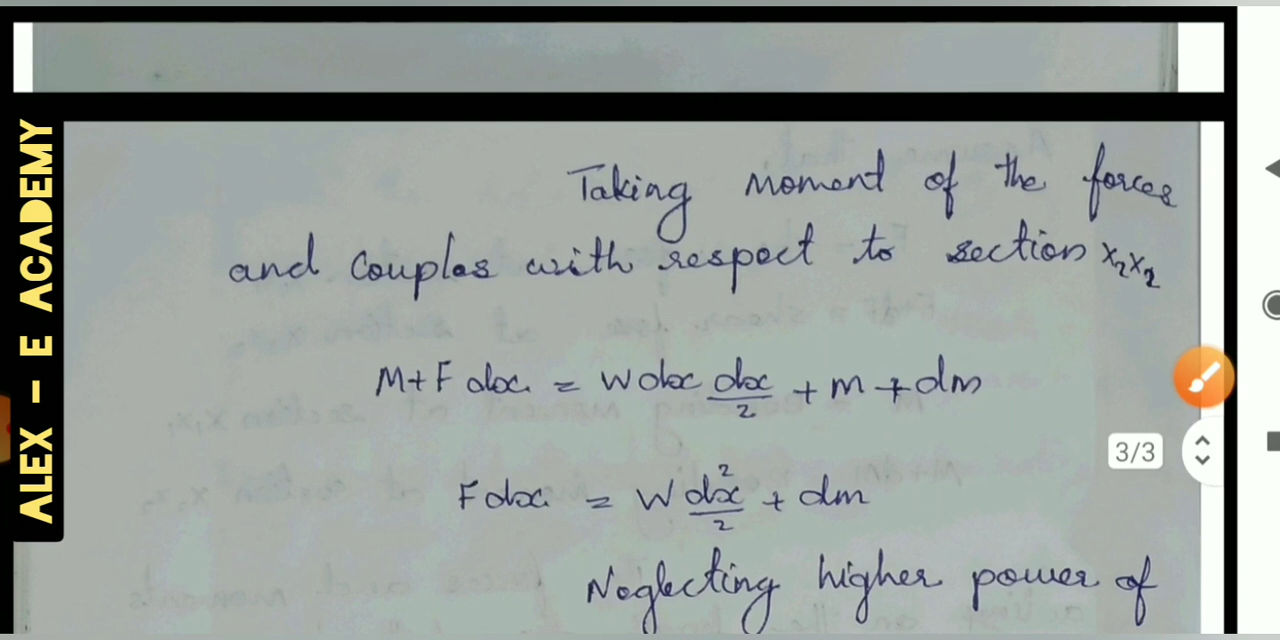 ALEX – E ACADEMY
Taking moment of the forces
and couples with respect to section x₂x₂
M + F dx = W dx dx/2 + m + dm
F dx = W dx²/2 + dm
3/3
Neglecting higher power of